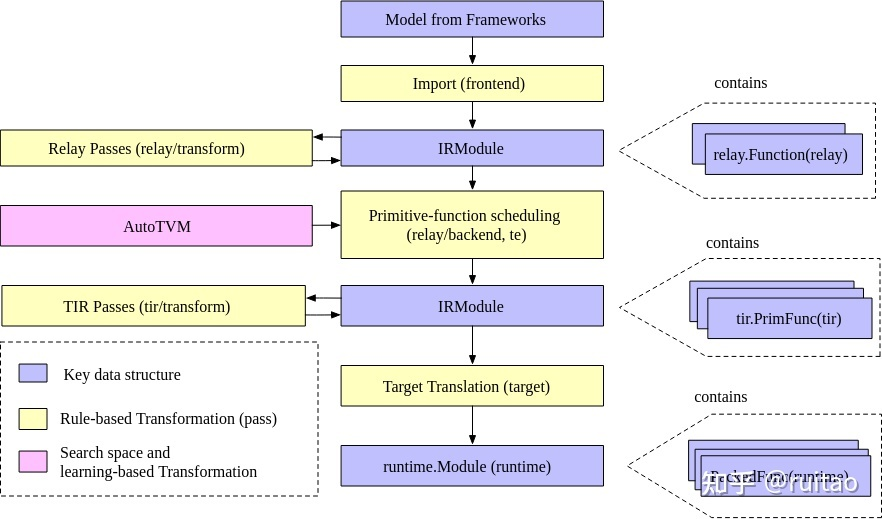 Model from Frameworks
Import (frontend)
contains
Relay Passes (relay/transform)
IRModule
relay.Function(relay)
AutoTVM
Primitive-function scheduling
(relay/backend, te)
contains
TIR Passes (tir/transform)
IRModule
tir.PrimFunc(tir)
Key data structure
Target Translation (target)
contains
Rule-based Transformation (pass)
Search space and
learning-based Transformation
runtime.Module (runtime)
PackedFunc(runtime)
知乎 @ruitao